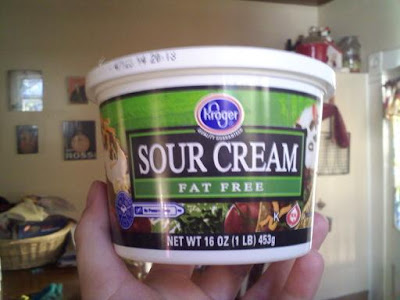 Kroger
QUALITY GUARANTEED
SOUR CREAM
FAT FREE
K
NET WT 16 OZ (1 LB) 453g